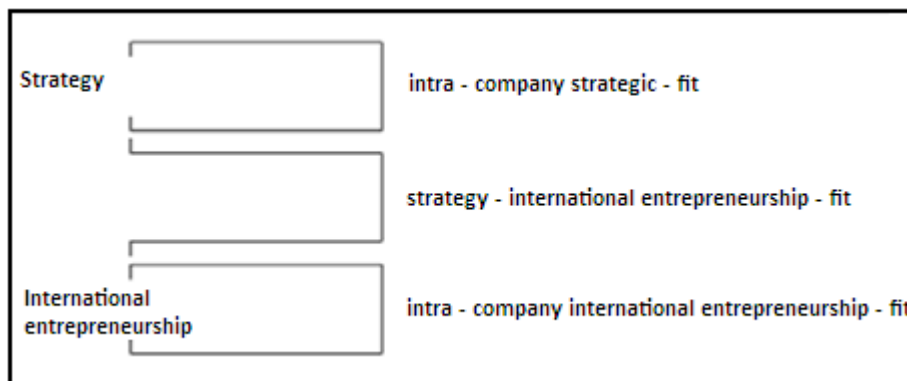 Strategy
intra - company strategic - fit
strategy - international entrepreneurship - fit
International
entrepreneurship
intra - company international entrepreneurship - fit